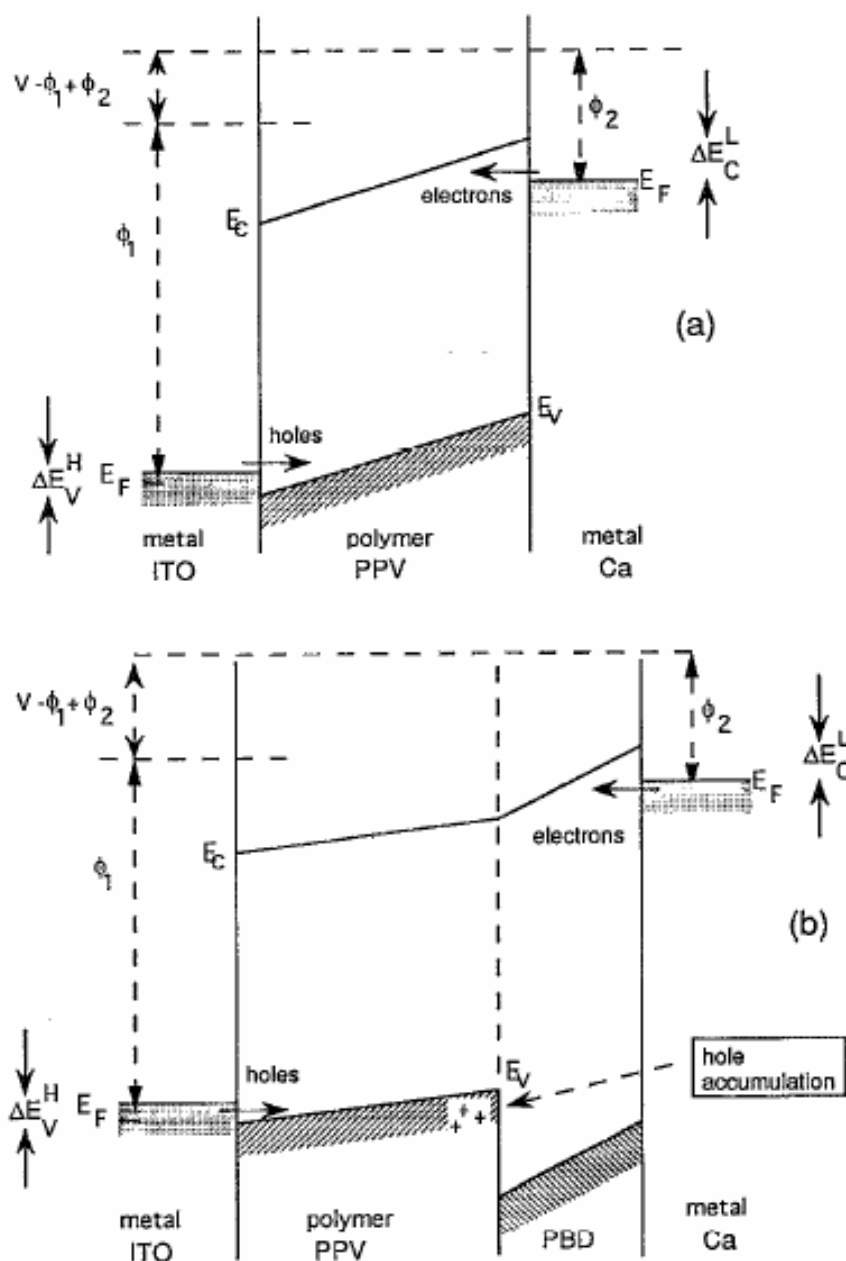 V -ϕ1 + ϕ2
ϕ2
ΔE_C^L
electrons
E_F
E_C
ϕ1
(a)
E_V
holes
ΔE_V^H
E_F
metal
ITO
polymer
PPV
metal
Ca
V -ϕ1 + ϕ2
ϕ2
ΔE_C^L
E_F
electrons
E_C
ϕ1
(b)
E_V
hole
accumulation
holes
ΔE_V^H
E_F
+ + + +
metal
ITO
polymer
PPV
PBD
metal
Ca